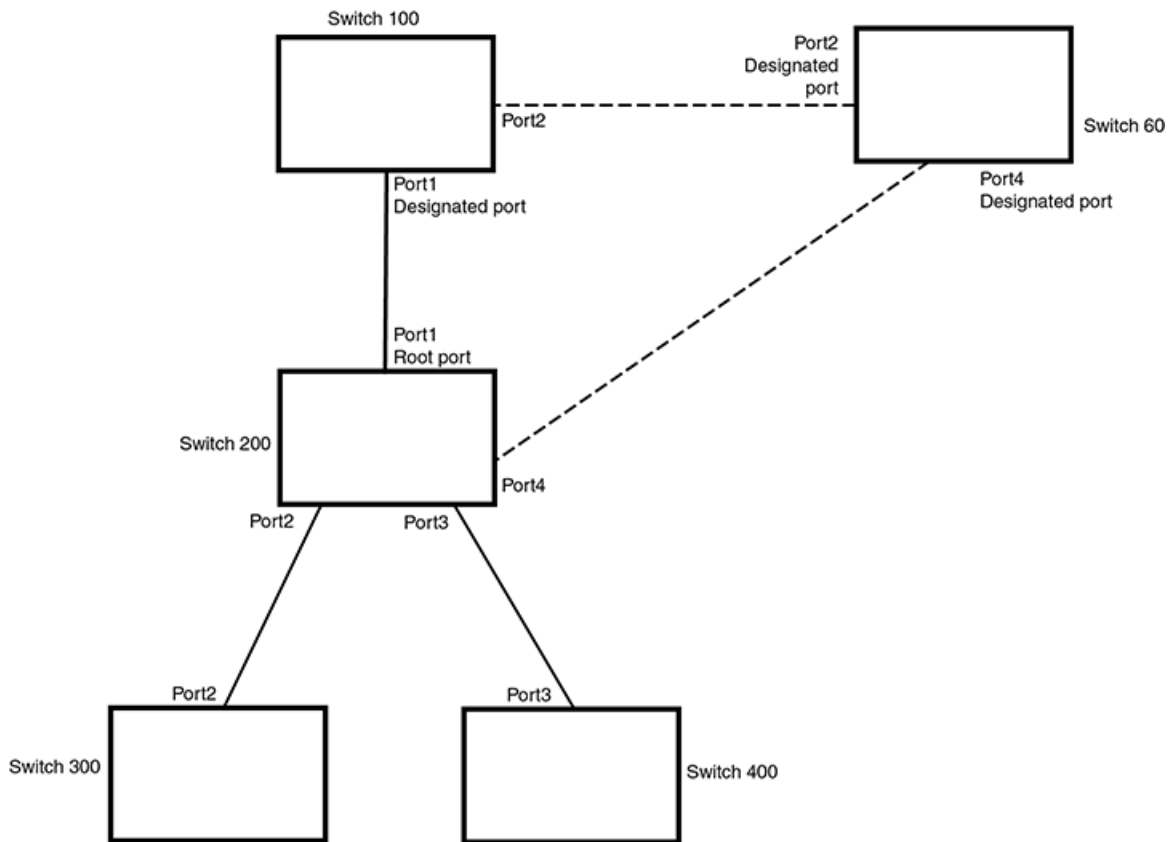 Switch 100
Port2
Designated
port
Port2
Switch 60
Port1
Designated port
Port4
Designated port
Port1
Root port
Switch 200
Port4
Port2
Port3
Port2
Port3
Switch 300
Switch 400